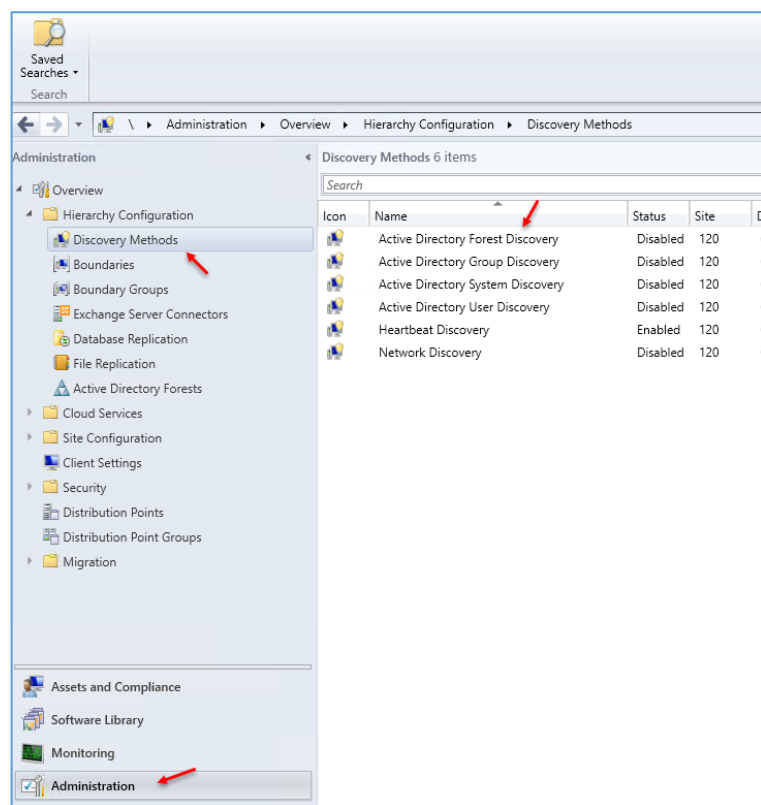 Saved
Searches
Search
\ Administration Overview Hierarchy Configuration Discovery Methods
Administration
Overview
Hierarchy Configuration
Discovery Methods
Boundaries
Boundary Groups
Exchange Server Connectors
Database Replication
File Replication
Active Directory Forests
Cloud Services
Site Configuration
Client Settings
Security
Distribution Points
Distribution Point Groups
Migration
Assets and Compliance
Software Library
Monitoring
Administration
Discovery Methods 6 items
Search
Icon Name Status Site
Active Directory Forest Discovery Disabled 120
Active Directory Group Discovery Disabled 120
Active Directory System Discovery Disabled 120
Active Directory User Discovery Disabled 120
Heartbeat Discovery Enabled 120
Network Discovery Disabled 120